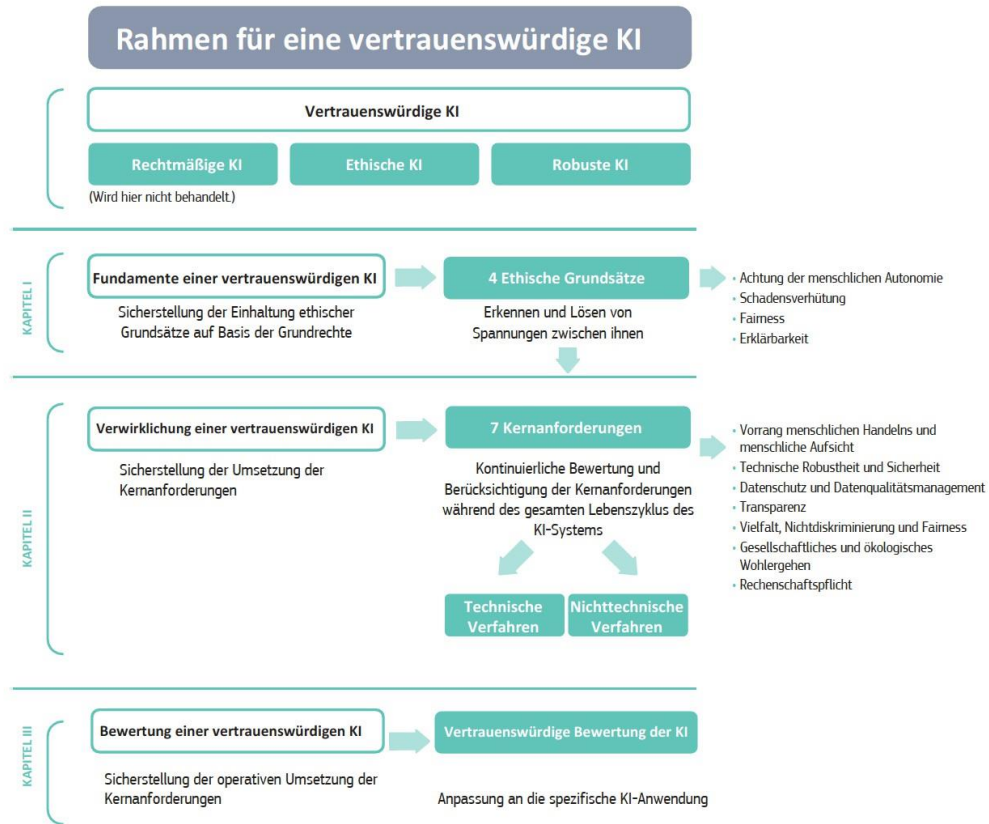 Rahmen für eine vertrauenswürdige KI
Vertrauenswürdige KI
Rechtmäßige KI
Ethische KI
Robuste KI
(Wird hier nicht behandelt.)
KAPITEL I
Fundamente einer vertrauenswürdigen KI
Sicherstellung der Einhaltung ethischer
Grundsätze auf Basis der Grundrechte
4 Ethische Grundsätze
Erkennen und Lösen von
Spannungen zwischen ihnen
• Achtung der menschlichen Autonomie
• Schadensverhütung
• Fairness
• Erklärbarkeit
KAPITEL II
Verwirklichung einer vertrauenswürdigen KI
Sicherstellung der Umsetzung der
Kernanforderungen
7 Kernanforderungen
Kontinuierliche Bewertung und
Berücksichtigung der Kernanforderungen
während des gesamten Lebenszyklus des
KI-Systems
Technische
Verfahren
Nichttechnische
Verfahren
• Vorrang menschlichen Handelns und
menschliche Aufsicht
• Technische Robustheit und Sicherheit
• Datenschutz und Datenqualitätsmanagement
• Transparenz
• Vielfalt, Nichtdiskriminierung und Fairness
• Gesellschaftliches und ökologisches
Wohlergehen
• Rechenschaftspflicht
KAPITEL III
Bewertung einer vertrauenswürdigen KI
Sicherstellung der operativen Umsetzung der
Kernanforderungen
Vertrauenswürdige Bewertung der KI
Anpassung an die spezifische KI-Anwendung